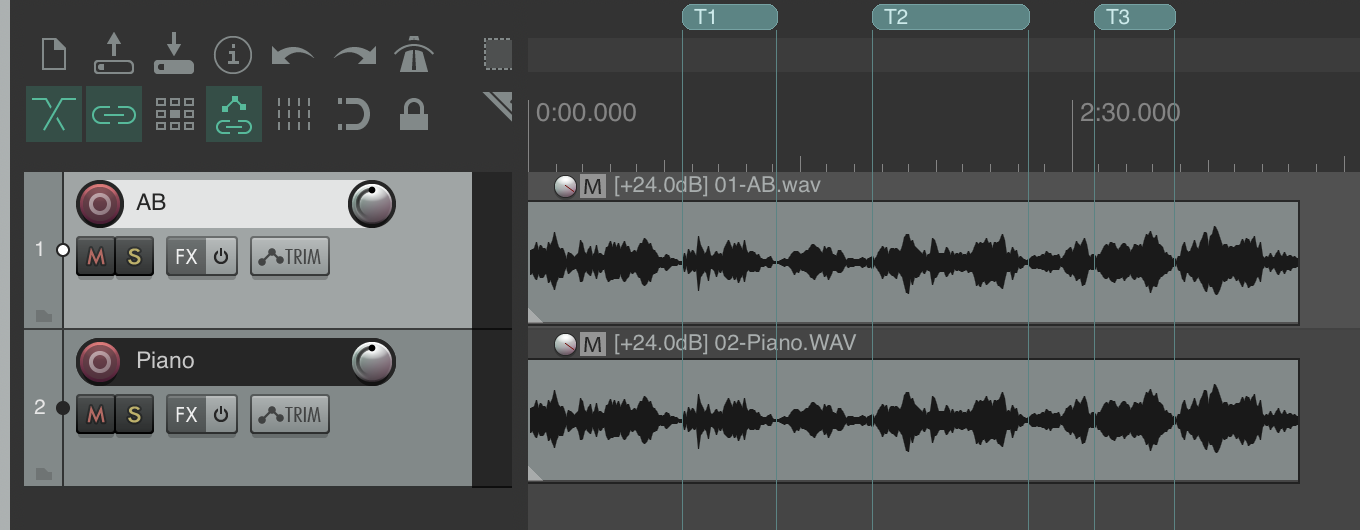 T1 T2 T3
0:00.000 2:30.000
[+24.0dB] 01-AB.wav
M
1 AB
M S FX TRIM
[+24.0dB] 02-Piano.WAV
M
2 Piano
M S FX TRIM